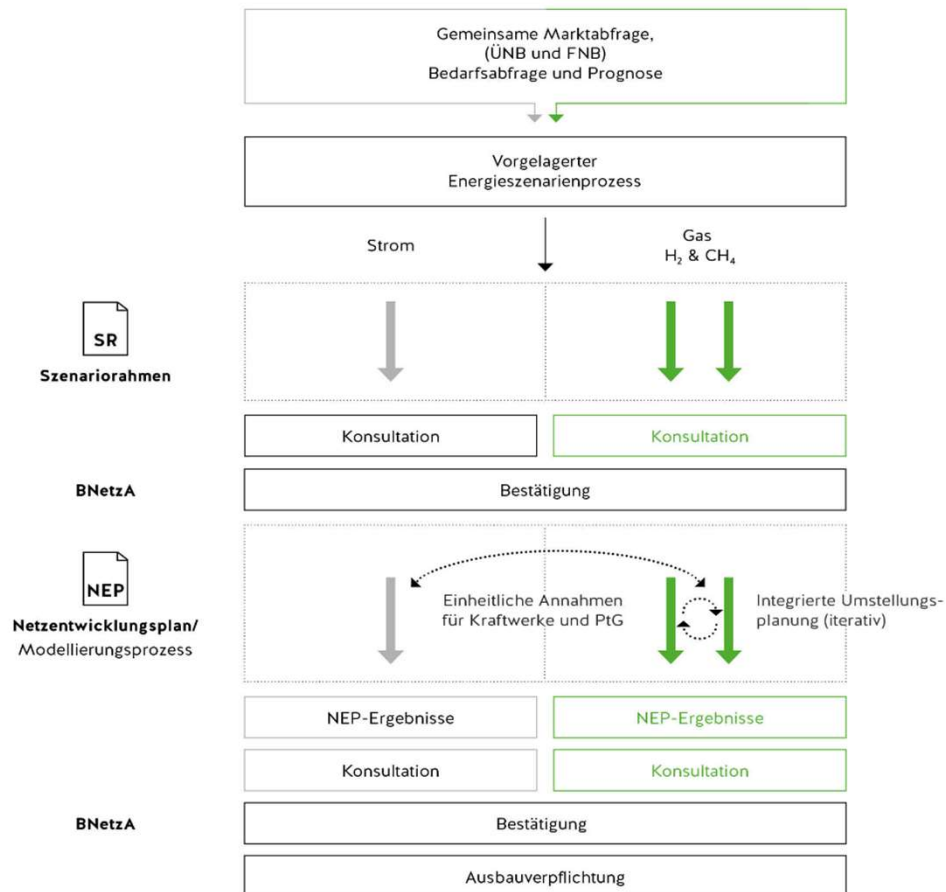 Gemeinsame Marktabfrage,
(ÜNB und FNB)
Bedarfsabfrage und Prognose
Vorgelagerter
Energieszenarienprozess
Strom
Gas
H₂ & CH₄
SR
Szenariorahmen
Konsultation
Konsultation
BNetzA
Bestätigung
NEP
Netzentwicklungsplan/
Modellierungsprozess
Einheitliche Annahmen
für Kraftwerke und PtG
Integrierte Umstellungs-
planung (iterativ)
NEP-Ergebnisse
NEP-Ergebnisse
Konsultation
Konsultation
BNetzA
Bestätigung
Ausbauverpflichtung